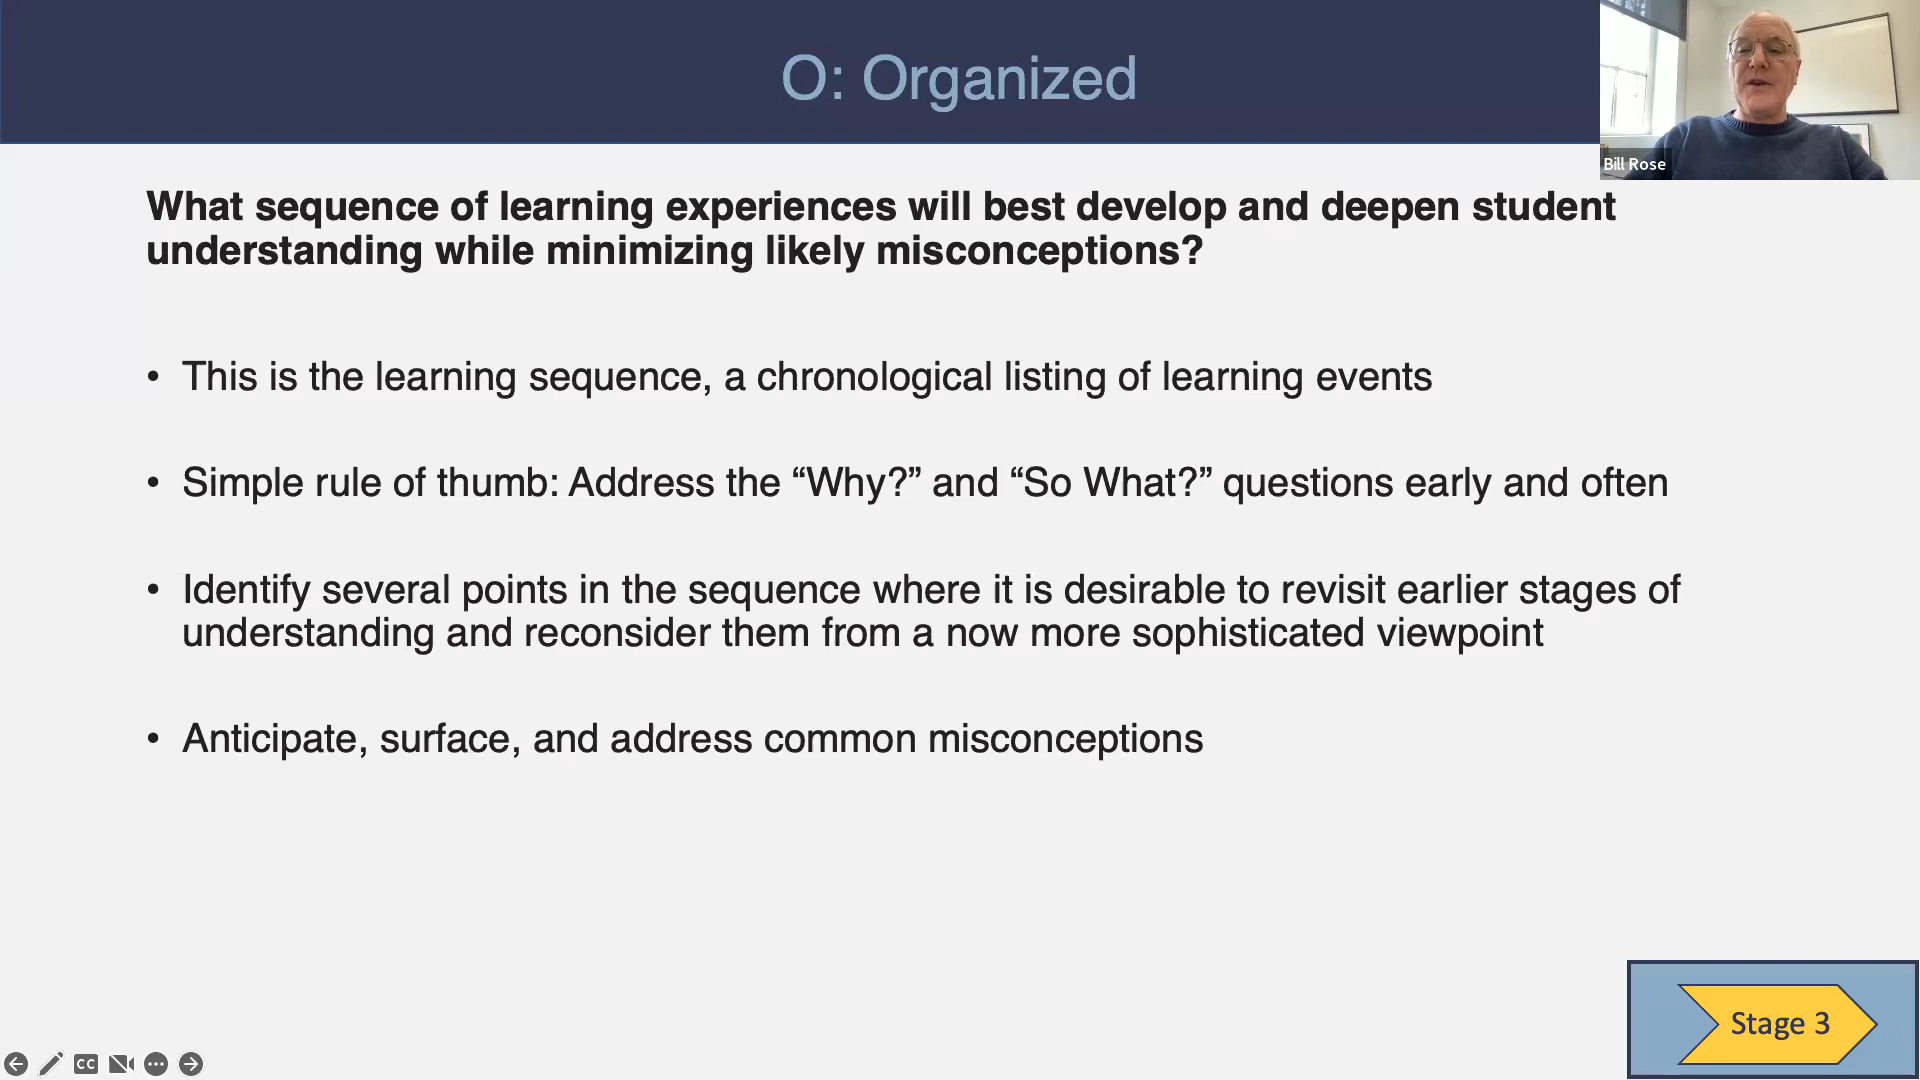 O: Organized
Bill Rose
What sequence of learning experiences will best develop and deepen student
understanding while minimizing likely misconceptions?
• This is the learning sequence, a chronological listing of learning events
• Simple rule of thumb: Address the “Why?” and “So What?” questions early and often
• Identify several points in the sequence where it is desirable to revisit earlier stages of
understanding and reconsider them from a now more sophisticated viewpoint
• Anticipate, surface, and address common misconceptions
Stage 3
CC